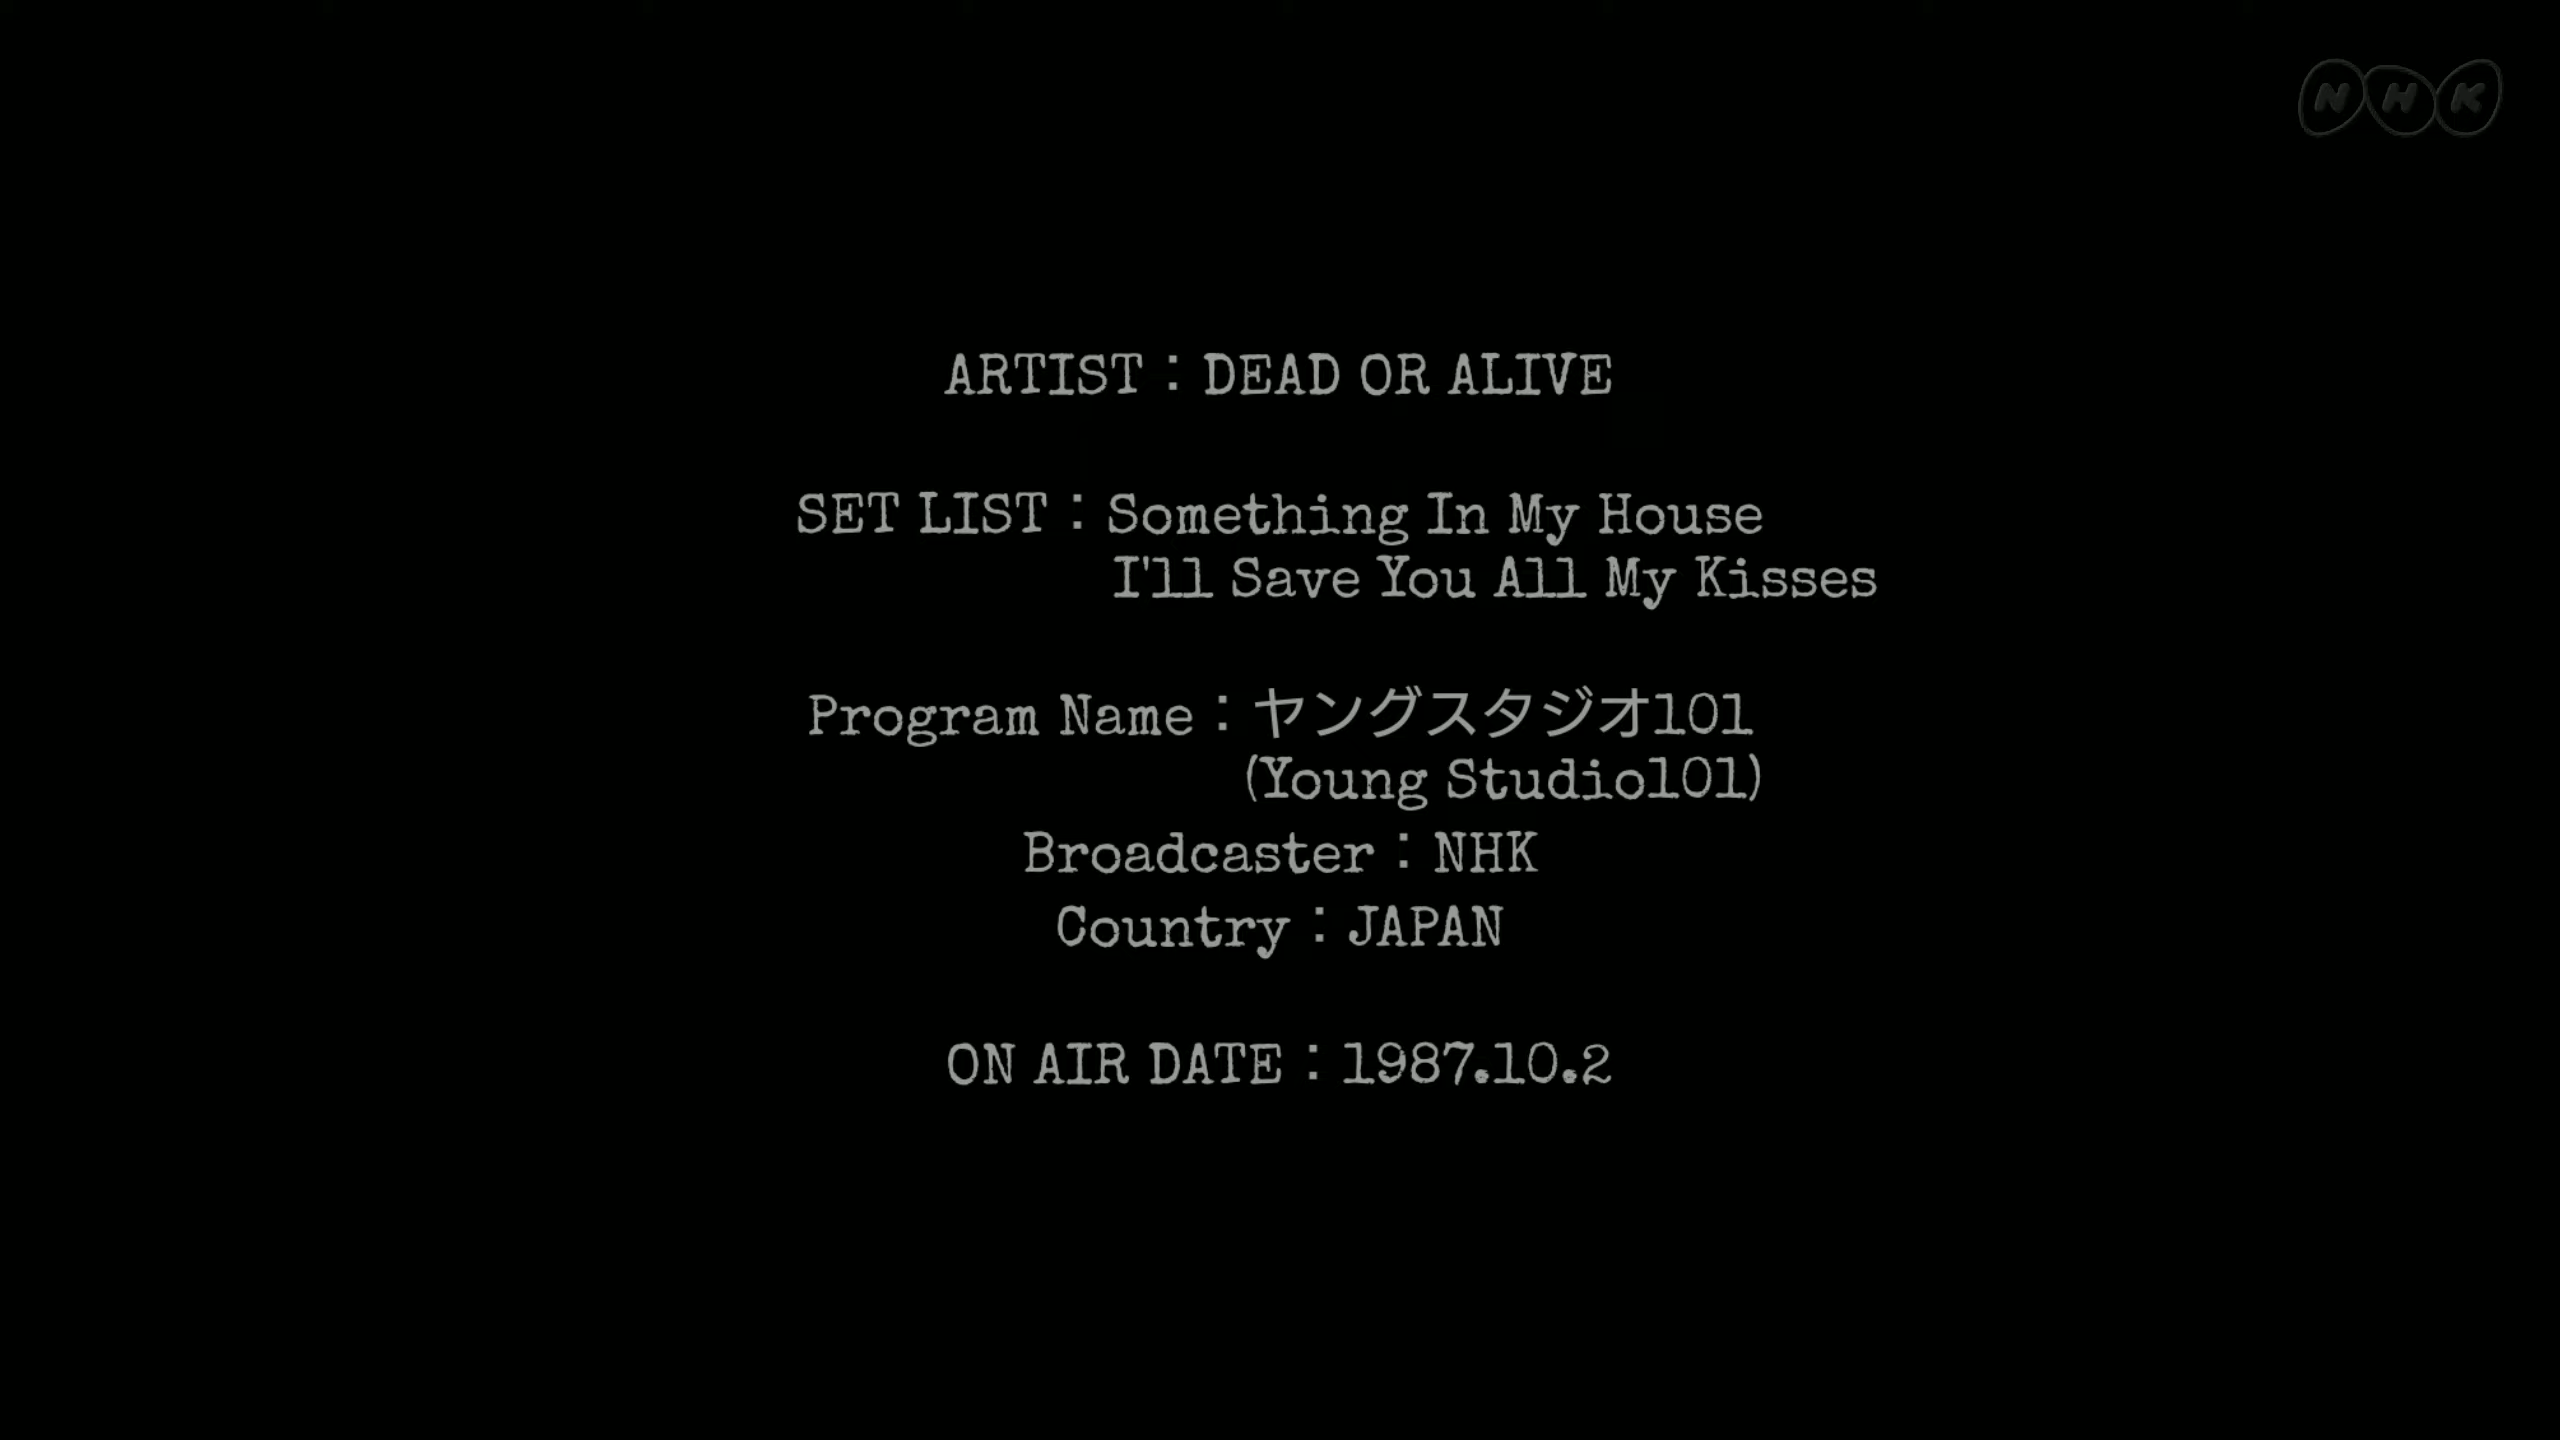 NHK
ARTIST：DEAD OR ALIVE
SET LIST：Something In My House
I'll Save You All My Kisses
Program Name：ヤングスタジオ101
(Young Studio101)
Broadcaster：NHK
Country：JAPAN
ON AIR DATE：1987.10.2